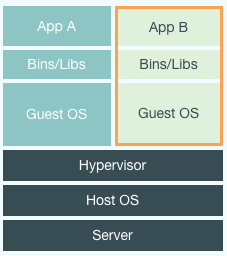 App A
App B
Bins/Libs
Bins/Libs
Guest OS
Guest OS
Hypervisor
Host OS
Server